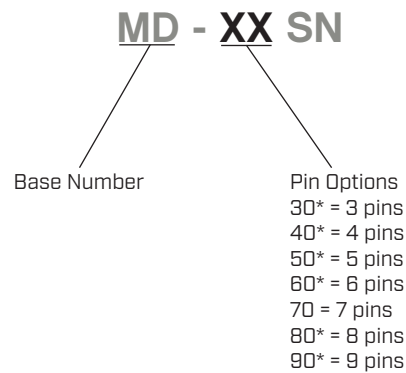 MD - XX SN
Base Number
Pin Options
30* = 3 pins
40* = 4 pins
50* = 5 pins
60* = 6 pins
70 = 7 pins
80* = 8 pins
90* = 9 pins